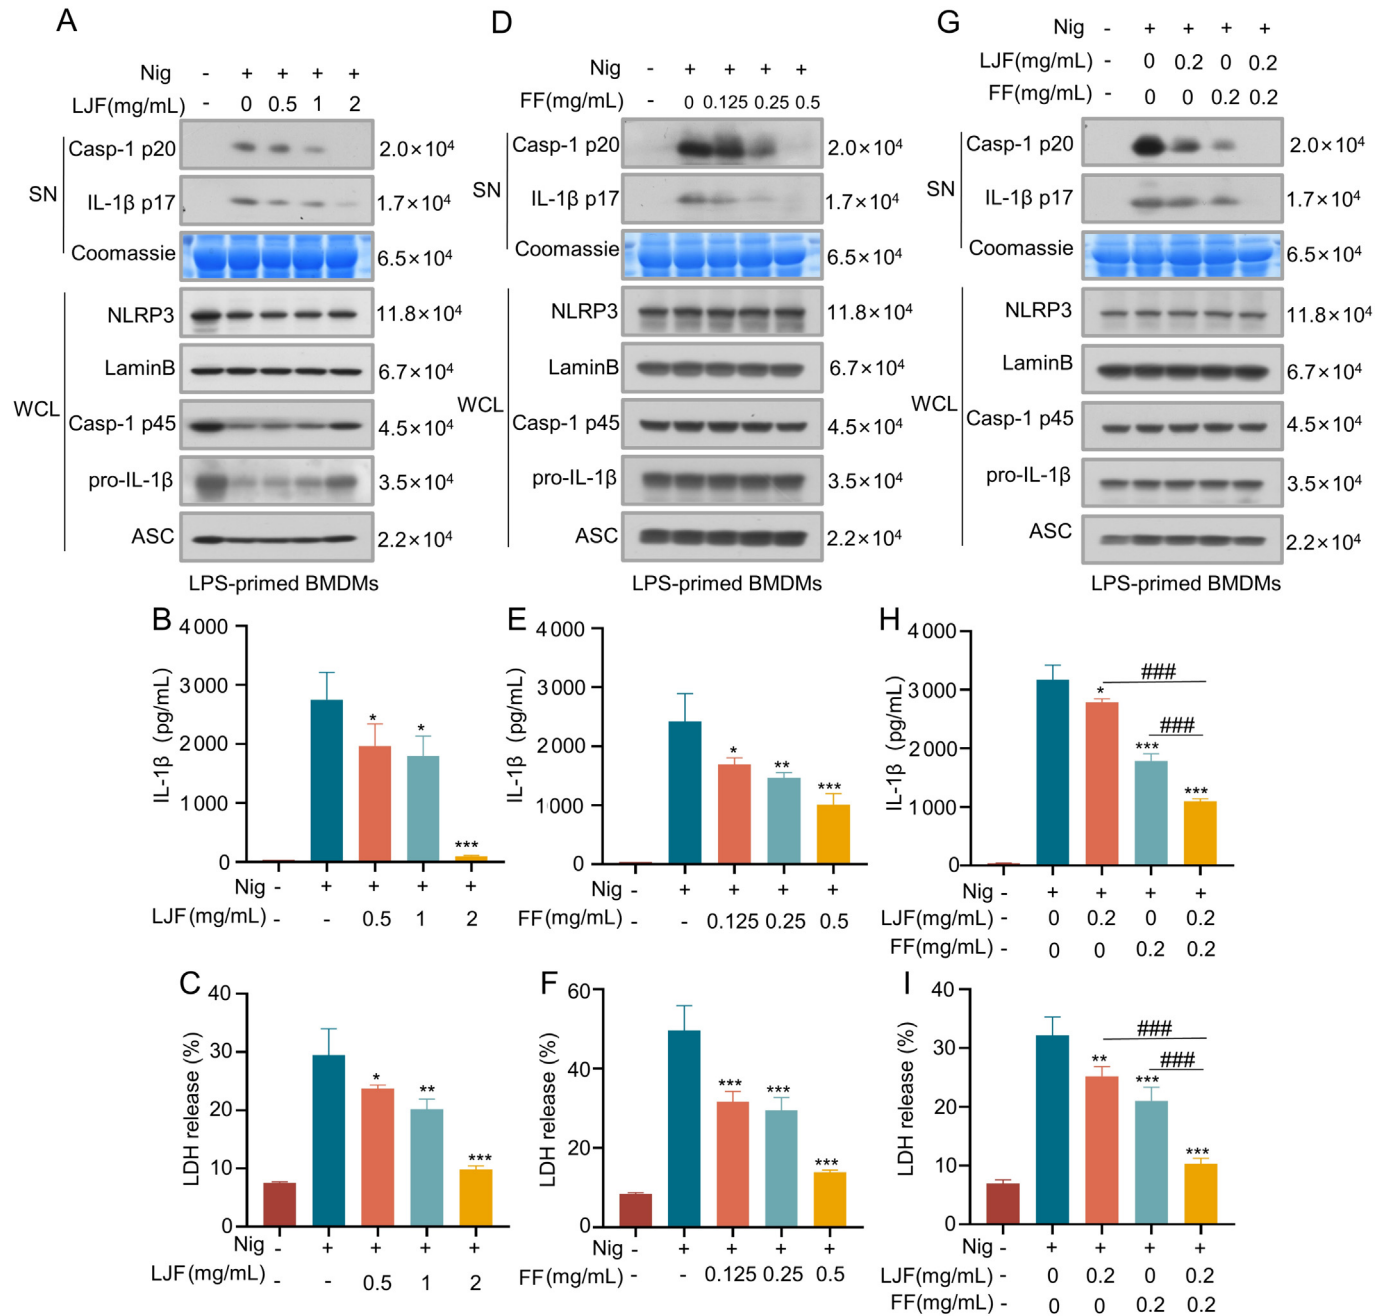 A
Nig - + + + +
LJF(mg/mL) - 0 0.5 1 2
SN
Casp-1 p20 2.0×10⁴
IL-1β p17 1.7×10⁴
Coomassie 6.5×10⁴
WCL
NLRP3 11.8×10⁴
LaminB 6.7×10⁴
Casp-1 p45 4.5×10⁴
pro-IL-1β 3.5×10⁴
ASC 2.2×10⁴
LPS-primed BMDMs
D
Nig - + + + +
FF(mg/mL) - 0 0.125 0.25 0.5
SN
Casp-1 p20 2.0×10⁴
IL-1β p17 1.7×10⁴
Coomassie 6.5×10⁴
WCL
NLRP3 11.8×10⁴
LaminB 6.7×10⁴
Casp-1 p45 4.5×10⁴
pro-IL-1β 3.5×10⁴
ASC 2.2×10⁴
LPS-primed BMDMs
G
Nig - + + + +
LJF(mg/mL) - 0 0.2 0 0.2
FF(mg/mL) - 0 0 0.2 0.2
SN
Casp-1 p20 2.0×10⁴
IL-1β p17 1.7×10⁴
Coomassie 6.5×10⁴
WCL
NLRP3 11.8×10⁴
LaminB 6.7×10⁴
Casp-1 p45 4.5×10⁴
pro-IL-1β 3.5×10⁴
ASC 2.2×10⁴
LPS-primed BMDMs
B
IL-1β (pg/mL)
4 000
3 000
2 000
1 000
0
* * ***
Nig - + + + +
LJF(mg/mL) - - 0.5 1 2
E
IL-1β (pg/mL)
4 000
3 000
2 000
1 000
0
* ** ***
Nig - + + + +
FF(mg/mL) - - 0.125 0.25 0.5
H
IL-1β (pg/mL)
4 000
3 000
2 000
1 000
0
###
###
* *** ***
Nig - + + + +
LJF(mg/mL) - 0 0.2 0 0.2
FF(mg/mL) - 0 0 0.2 0.2
C
LDH release (%)
40
30
20
10
0
* ** ***
Nig - + + + +
LJF(mg/mL) - - 0.5 1 2
F
LDH release (%)
60
40
20
0
*** *** ***
Nig - + + + +
FF(mg/mL) - - 0.125 0.25 0.5
I
LDH release (%)
40
30
20
10
0
###
###
** *** ***
Nig - + + + +
LJF(mg/mL) - 0 0.2 0 0.2
FF(mg/mL) - 0 0 0.2 0.2